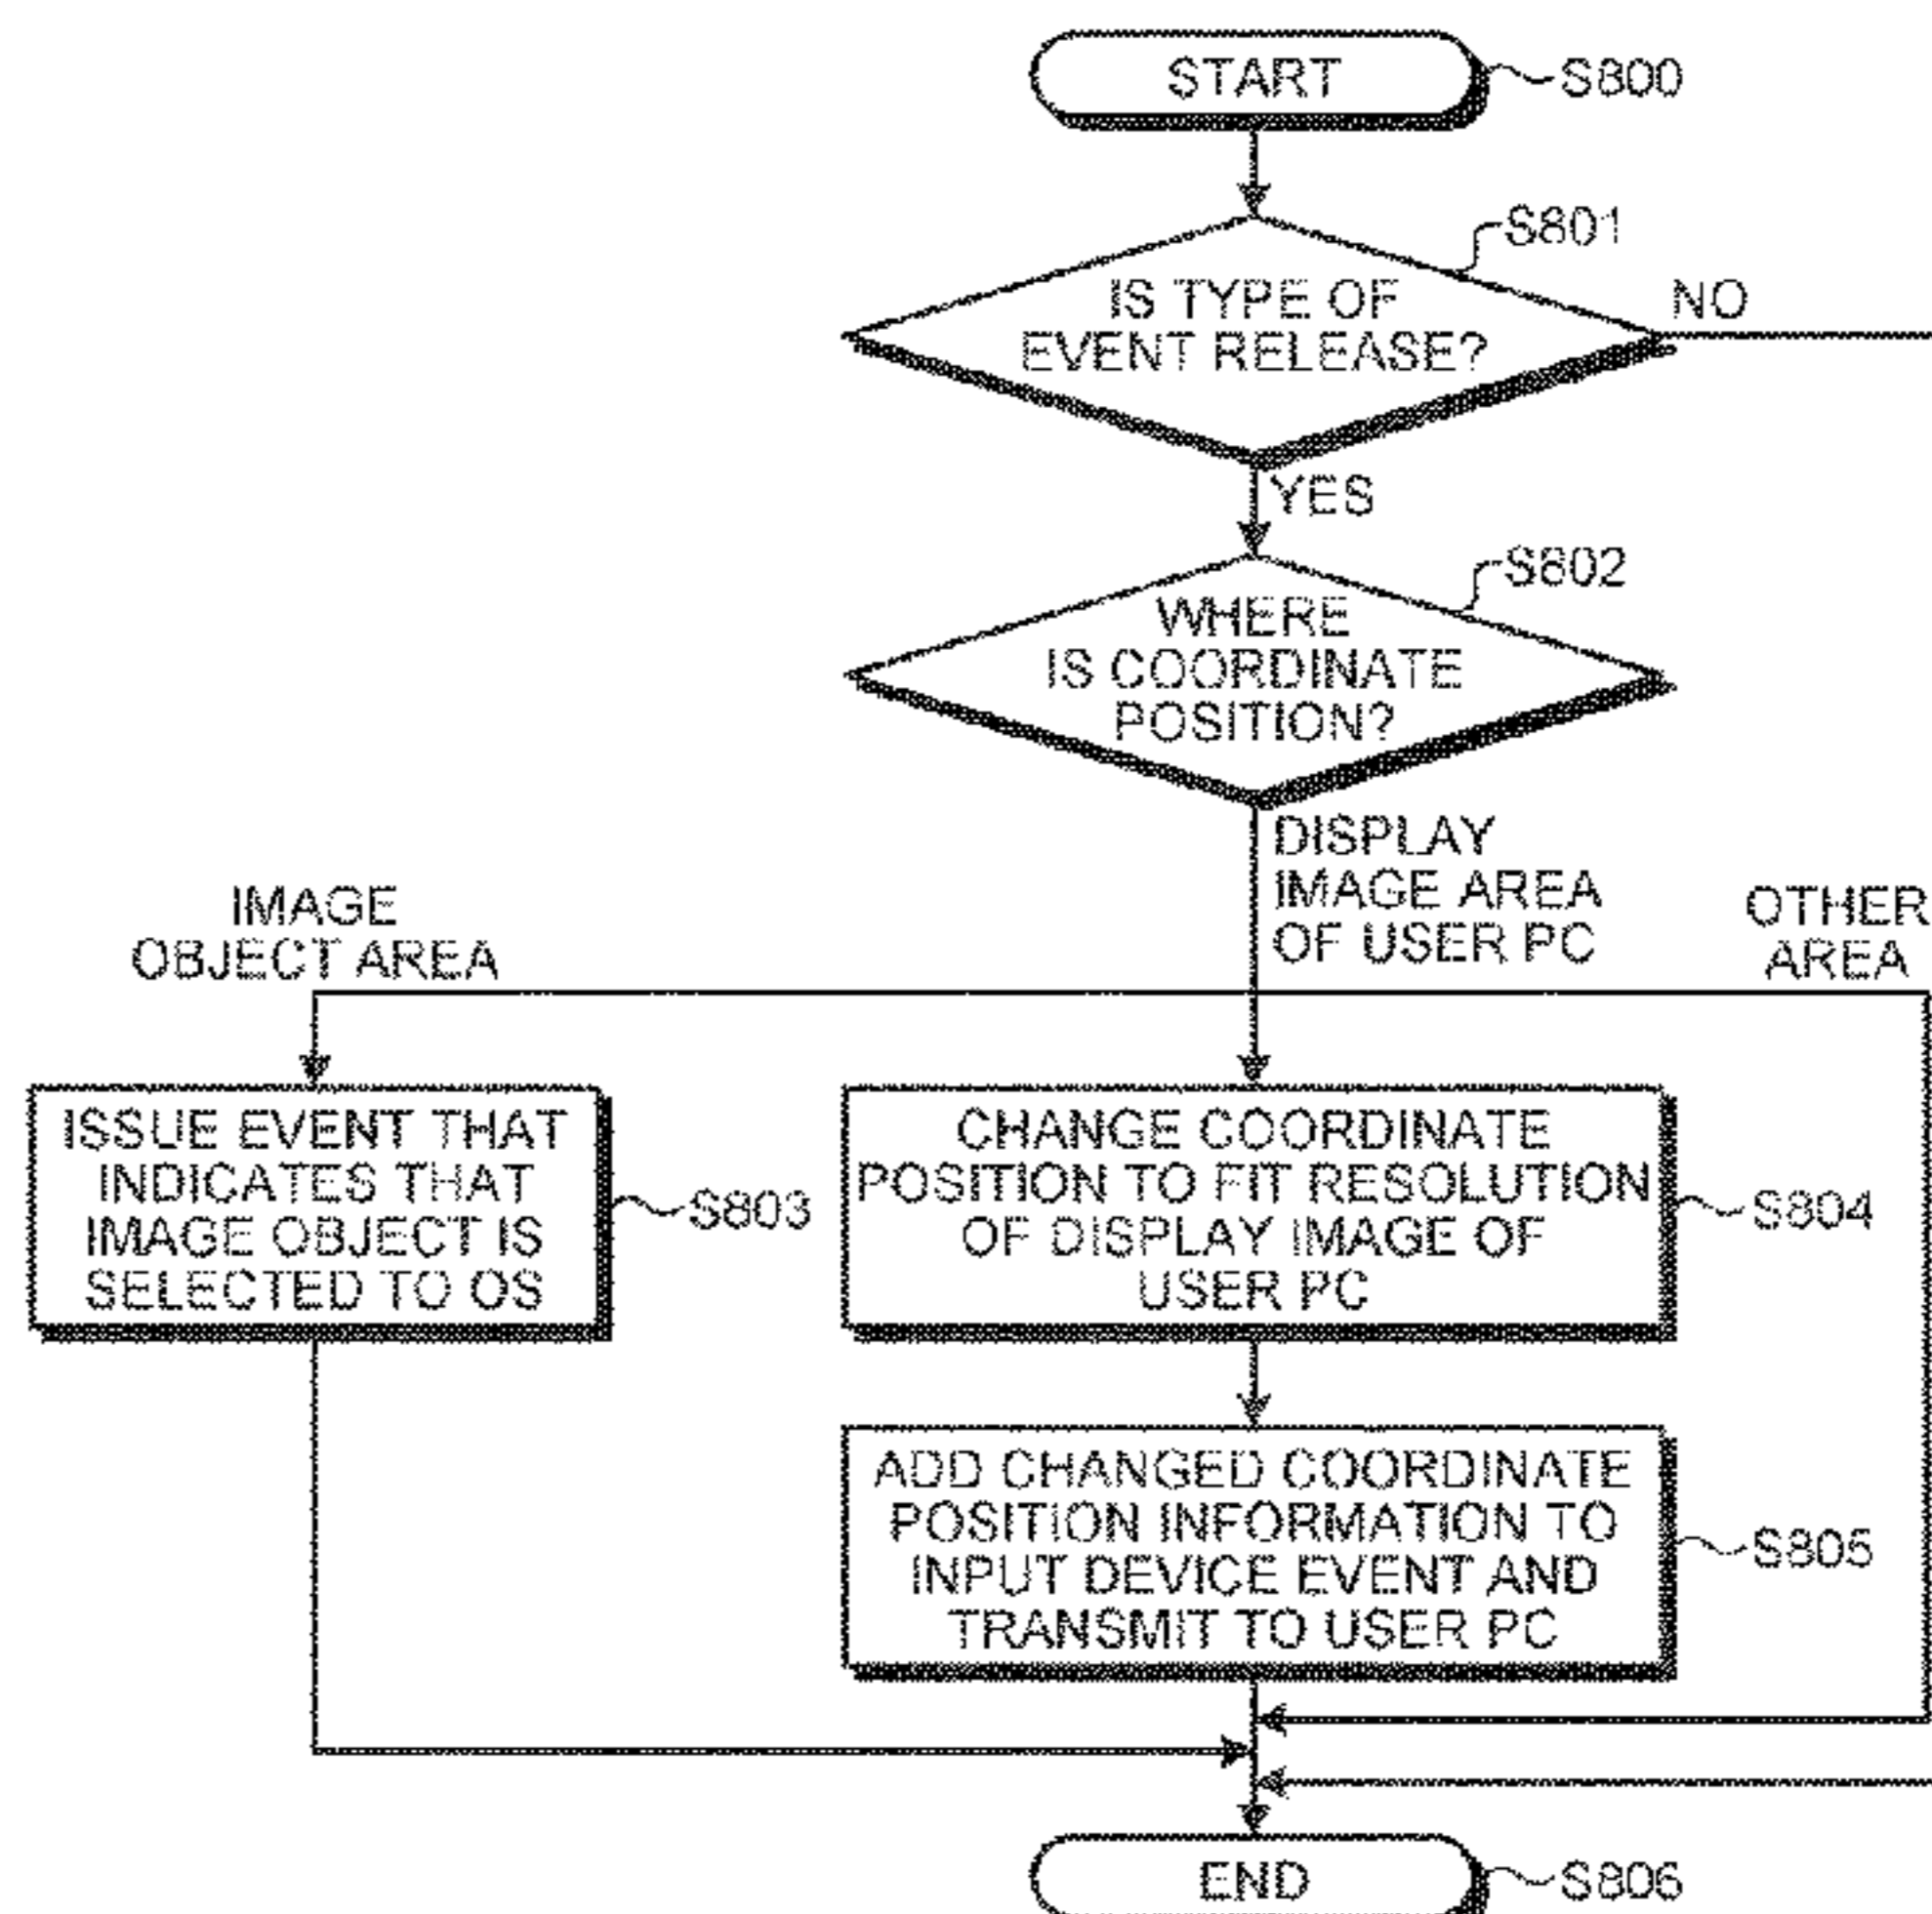 START
S800
S801
IS TYPE OF
EVENT RELEASE?
NO
YES
S802
WHERE
IS COORDINATE
POSITION?
DISPLAY
IMAGE AREA
OF USER PC
IMAGE
OBJECT AREA
OTHER
AREA
ISSUE EVENT THAT
INDICATES THAT
IMAGE OBJECT IS
SELECTED TO OS
S803
CHANGE COORDINATE
POSITION TO FIT RESOLUTION
OF DISPLAY IMAGE OF
USER PC
S804
ADD CHANGED COORDINATE
POSITION INFORMATION TO
INPUT DEVICE EVENT AND
TRANSMIT TO USER PC
S805
END
S806